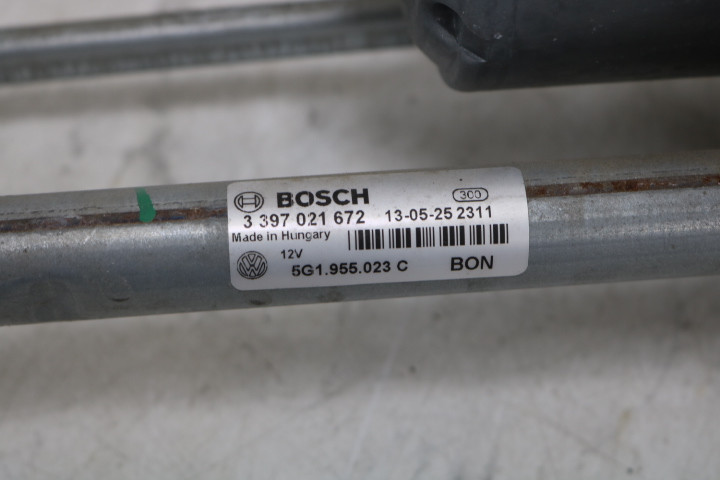 BOSCH 300
3 397 021 672 13-05-25 2311
Made in Hungary
12V
5G1.955.023 C BON